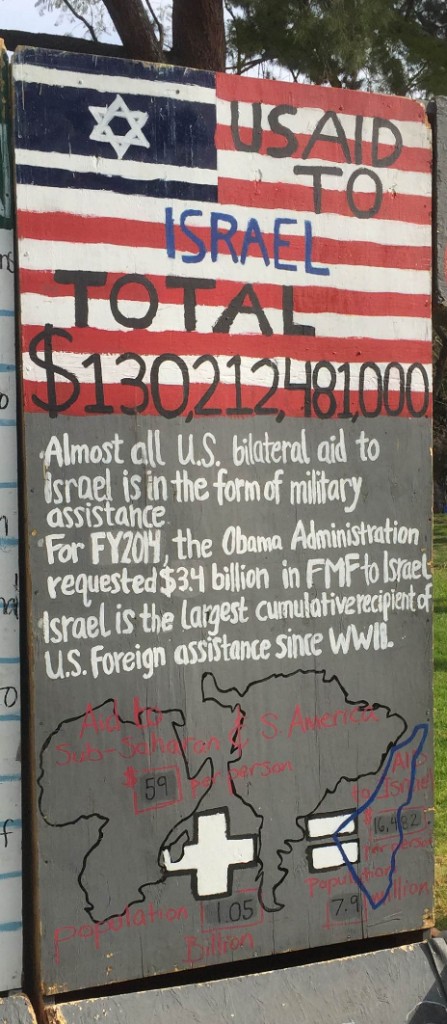 USAID
TO
ISRAEL
TOTAL
$130,212,481,000
Almost all U.S. bilateral aid to
Israel is in the form of military
assistance
For FY2014, the Obama Administration
requested $3.4 billion in FMF to Israel
Israel is the largest cumulative recipient of
U.S. Foreign assistance since WWII.
Aid to
Sub-Saharan & S. America
$59 per person
population 1.05
Billion
Aid
to Israel
$16,482
per person
Population
7.9 million